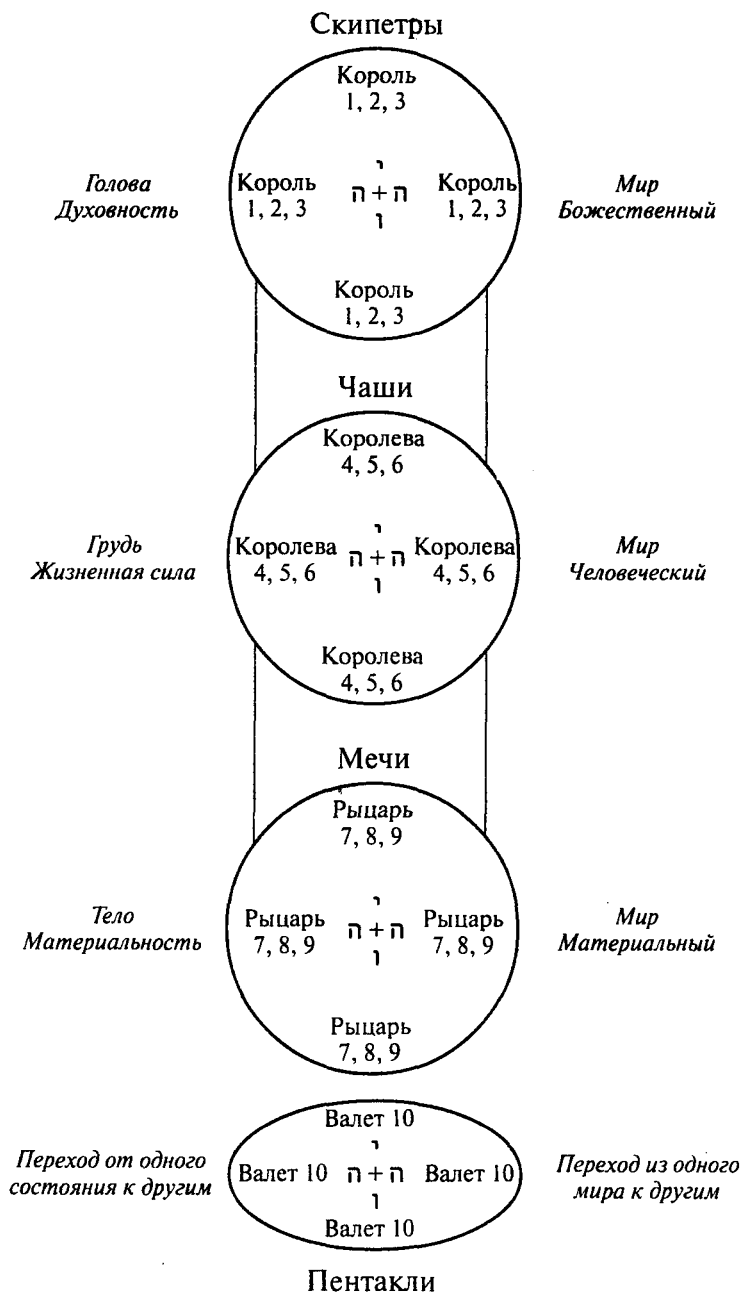 Скипетры
Король
1, 2, 3
Голова
Духовность
Король
1, 2, 3
י
ה + ה
ו
Король
1, 2, 3
Мир
Божественный
Король
1, 2, 3
Чаши
Королева
4, 5, 6
Грудь
Жизненная сила
Королева
4, 5, 6
י
ה + ה
ו
Королева
4, 5, 6
Мир
Человеческий
Королева
4, 5, 6
Мечи
Рыцарь
7, 8, 9
Тело
Материальность
Рыцарь
7, 8, 9
י
ה + ה
ו
Рыцарь
7, 8, 9
Мир
Материальный
Рыцарь
7, 8, 9
Валет 10
Переход от одного
состояния к другим
Валет 10
י
ה + ה
ו
Валет 10
Переход из одного
мира к другим
Валет 10
Пентакли